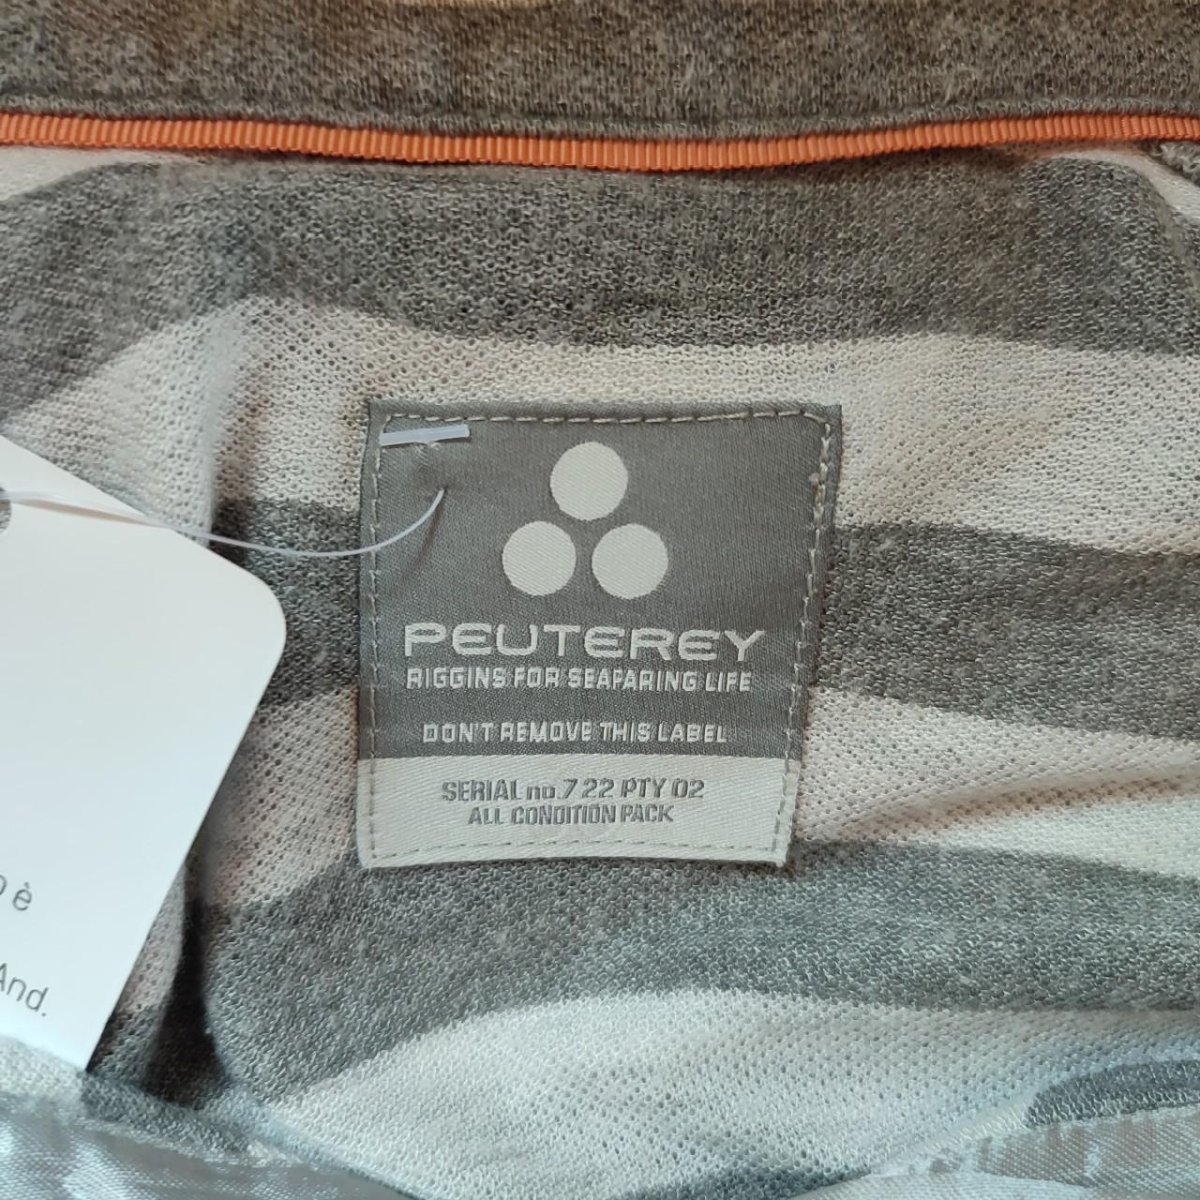 PEUTEREY
RIGGINS FOR SEAPARING LIFE
DON'T REMOVE THIS LABEL
SERIAL no.7 22 PTY 02
ALL CONDITION PACK
è
And.